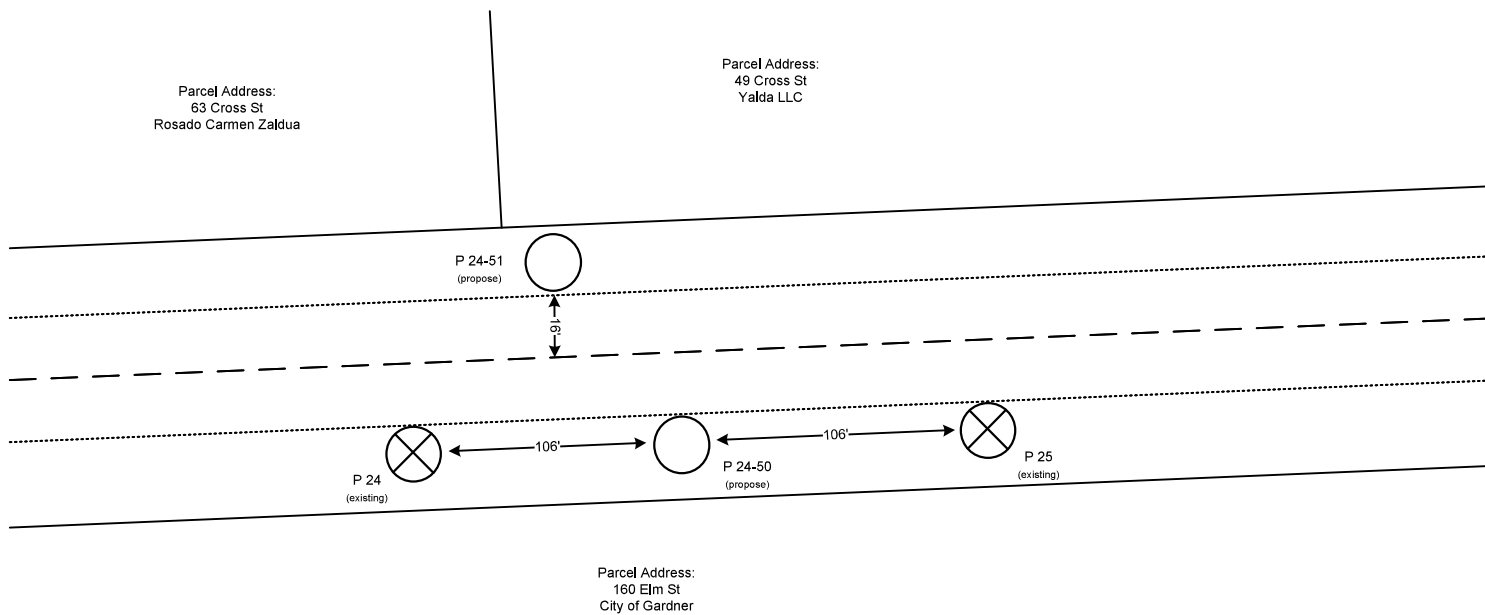 Parcel Address:
63 Cross St
Rosado Carmen Zaldua
Parcel Address:
49 Cross St
Yalda LLC
P 24-51
(propose)
16'
106'
106'
P 24
(existing)
P 24-50
(propose)
P 25
(existing)
Parcel Address:
160 Elm St
City of Gardner